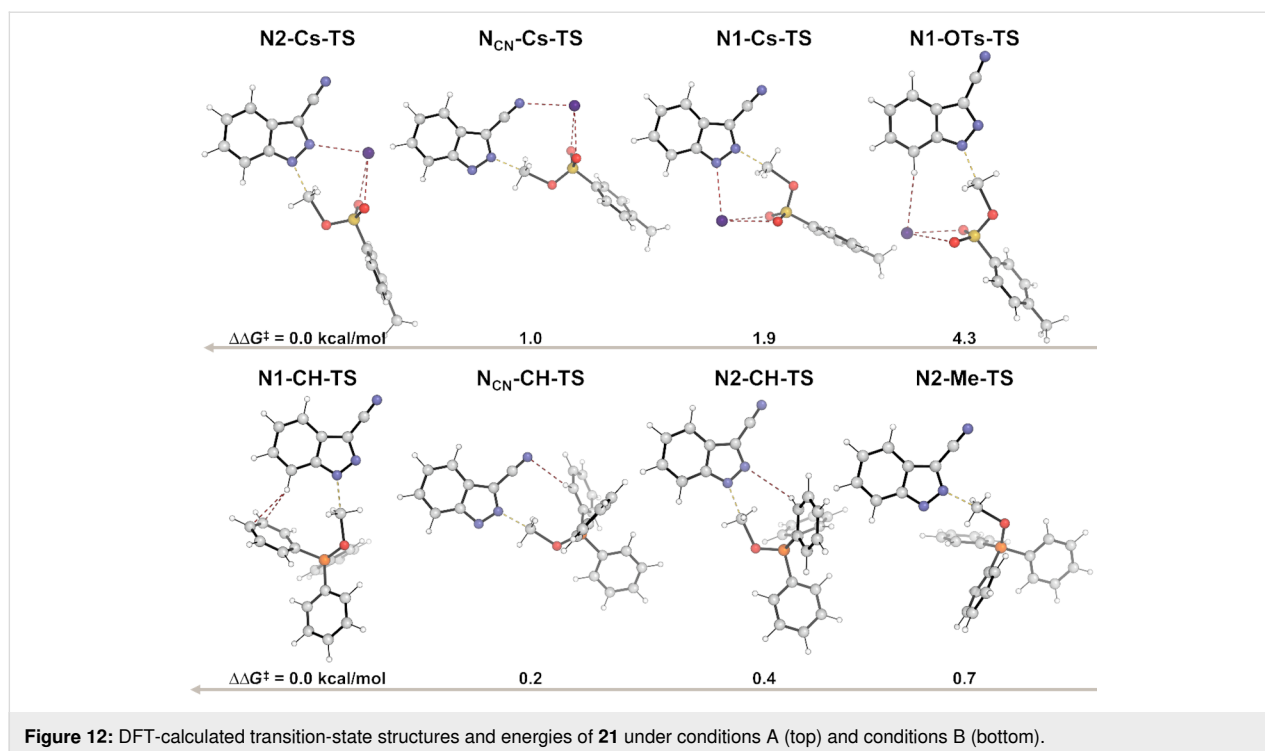 N2-Cs-TS N_CN-Cs-TS N1-Cs-TS N1-OTs-TS
ΔΔG‡ = 0.0 kcal/mol 1.0 1.9 4.3
N1-CH-TS N_CN-CH-TS N2-CH-TS N2-Me-TS
ΔΔG‡ = 0.0 kcal/mol 0.2 0.4 0.7
Figure 12: DFT-calculated transition-state structures and energies of 21 under conditions A (top) and conditions B (bottom).